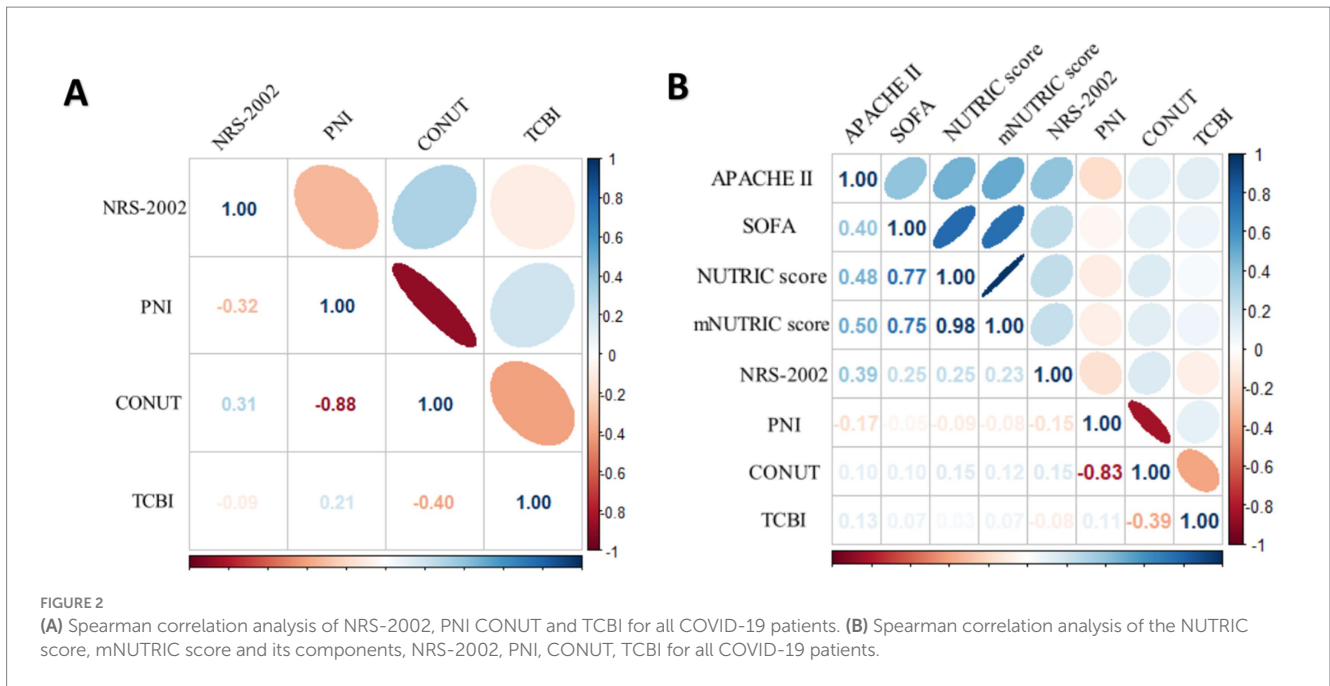 A
NRS-2002 PNI CONUT TCBI
NRS-2002 1.00
PNI -0.32 1.00
CONUT 0.31 -0.88 1.00
TCBI -0.09 0.21 -0.40 1.00
1
0.8
0.6
0.4
0.2
0
-0.2
-0.4
-0.6
-0.8
-1
B
APACHE II SOFA NUTRIC score mNUTRIC score NRS-2002 PNI CONUT TCBI
APACHE II 1.00
SOFA 0.40 1.00
NUTRIC score 0.48 0.77 1.00
mNUTRIC score 0.50 0.75 0.98 1.00
NRS-2002 0.39 0.25 0.25 0.23 1.00
PNI -0.17 -0.05 -0.09 -0.08 -0.15 1.00
CONUT 0.10 0.10 0.15 0.12 0.15 -0.83 1.00
TCBI 0.13 0.07 0.03 0.07 -0.08 0.11 -0.39 1.00
1
0.8
0.6
0.4
0.2
0
-0.2
-0.4
-0.6
-0.8
-1
FIGURE 2
(A) Spearman correlation analysis of NRS-2002, PNI CONUT and TCBI for all COVID-19 patients. (B) Spearman correlation analysis of the NUTRIC
score, mNUTRIC score and its components, NRS-2002, PNI, CONUT, TCBI for all COVID-19 patients.